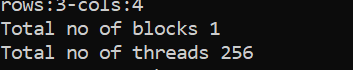 rows:3-cols:4
Total no of blocks 1
Total no of threads 256